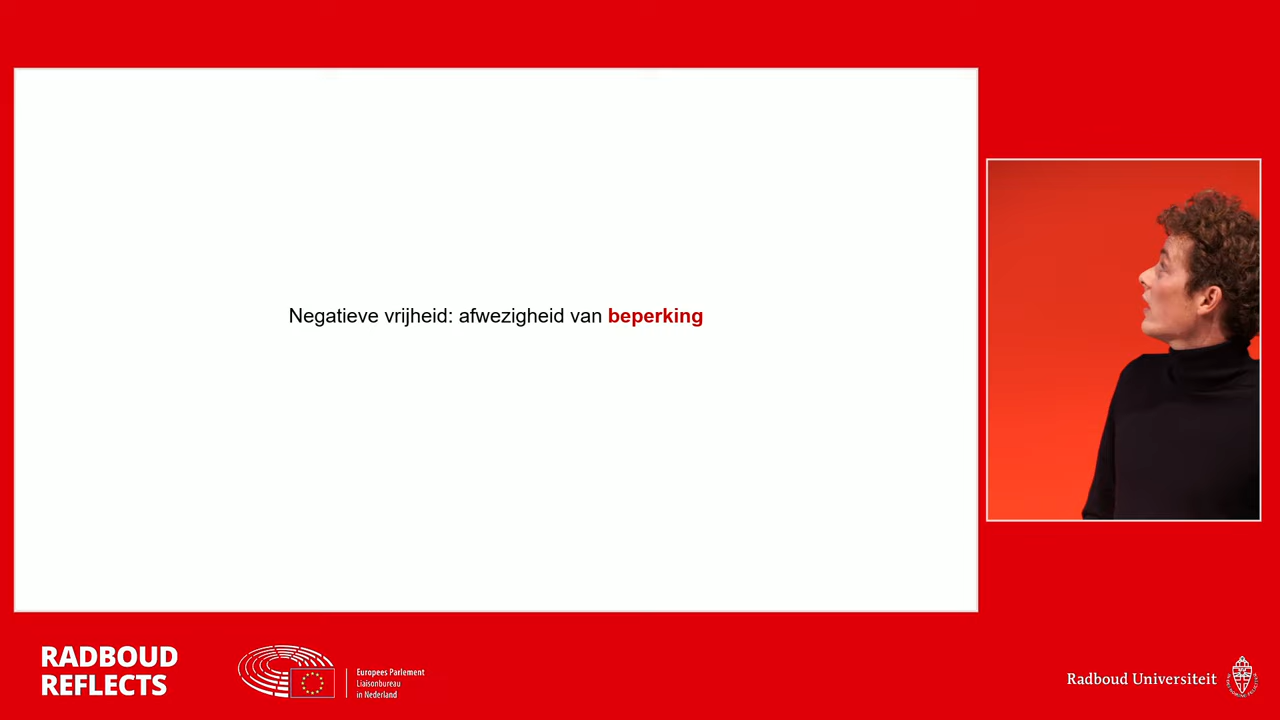 Negatieve vrijheid: afwezigheid van beperking
RADBOUD
REFLECTS
Europees Parlement
Liaisonbureau
in Nederland
Radboud Universiteit